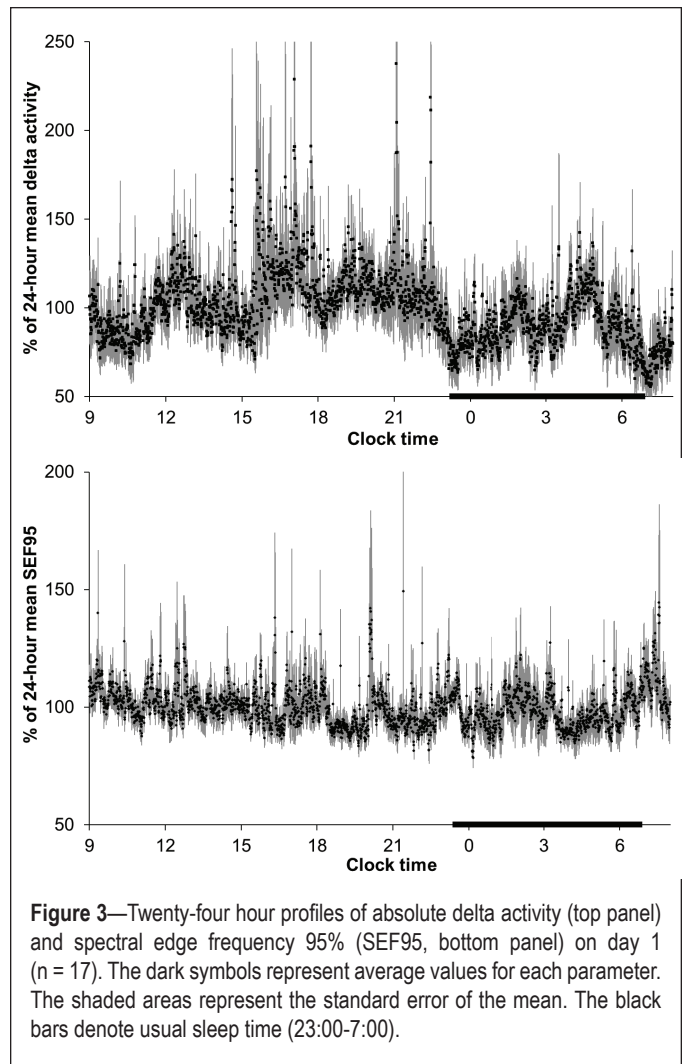 250
200
150
100
50
% of 24-hour mean delta activity
9 12 15 18 21 0 3 6
Clock time
200
150
100
50
% of 24-hour mean SEF95
9 12 15 18 21 0 3 6
Clock time
Figure 3—Twenty-four hour profiles of absolute delta activity (top panel)
and spectral edge frequency 95% (SEF95, bottom panel) on day 1
(n = 17). The dark symbols represent average values for each parameter.
The shaded areas represent the standard error of the mean. The black
bars denote usual sleep time (23:00-7:00).